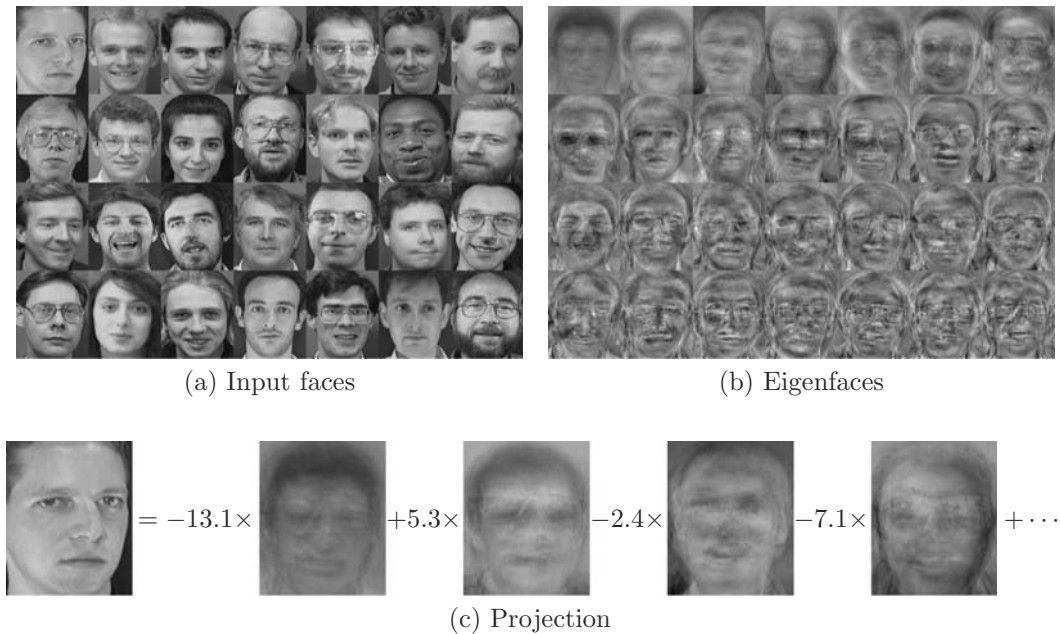 (a) Input faces
(b) Eigenfaces
= −13.1× +5.3× −2.4× −7.1× + ···
(c) Projection